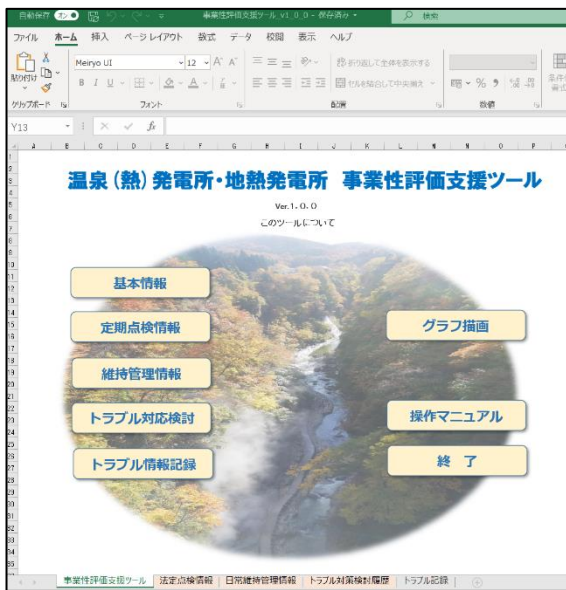 自動保存 オン 事業性評価支援ツール_v1_0_0 - 保存済み 検索
ファイル ホーム 挿入 ページレイアウト 数式 データ 校閲 表示 ヘルプ
Meiryo UI 12 A A
折り返して全体を表示する
貼り付け B I U A セルを結合して中央揃え % 条件付き
書式
クリップボード フォント 配置 数値
Y13 fx
A B C D E F G H I J K L M N O P
温泉(熱)発電所・地熱発電所 事業性評価支援ツール
Ver.1.0.0
このツールについて
基本情報
定期点検情報 グラフ描画
維持管理情報
トラブル対応検討 操作マニュアル
トラブル情報記録 終 了
事業性評価支援ツール 法定点検情報 日常維持管理情報 トラブル対策検討履歴 トラブル記録